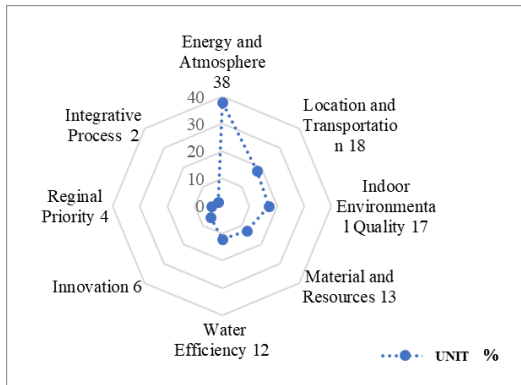 Energy and
Atmosphere
38
40
30
20
10
0
Location and
Transportatio
n 18
Indoor
Environmenta
l Quality 17
Material and
Resources 13
Water
Efficiency 12
Innovation 6
Reginal
Priority 4
Integrative
Process 2
UNIT %